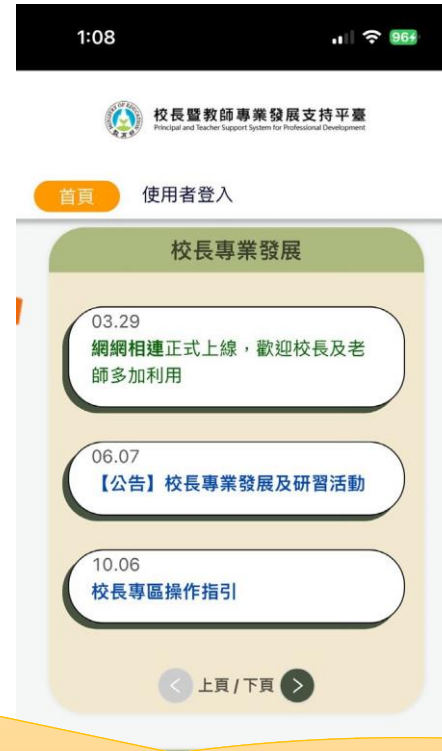 1:08
96
校長暨教師專業發展支持平臺
Principal and Teacher Support System for Professional Development
首頁
使用者登入
校長專業發展
03.29
網網相連正式上線，歡迎校長及老
師多加利用
06.07
【公告】校長專業發展及研習活動
10.06
校長專區操作指引
上頁/下頁